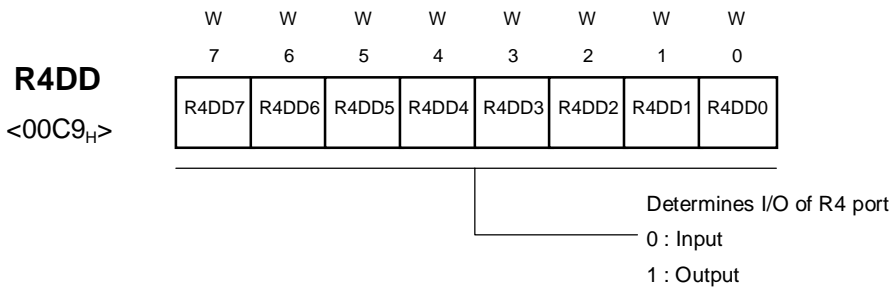 W W W W W W W W
7 6 5 4 3 2 1 0
R4DD
R4DD7 R4DD6 R4DD5 R4DD4 R4DD3 R4DD2 R4DD1 R4DD0
<00C9H>
Determines I/O of R4 port
0 : Input
1 : Output